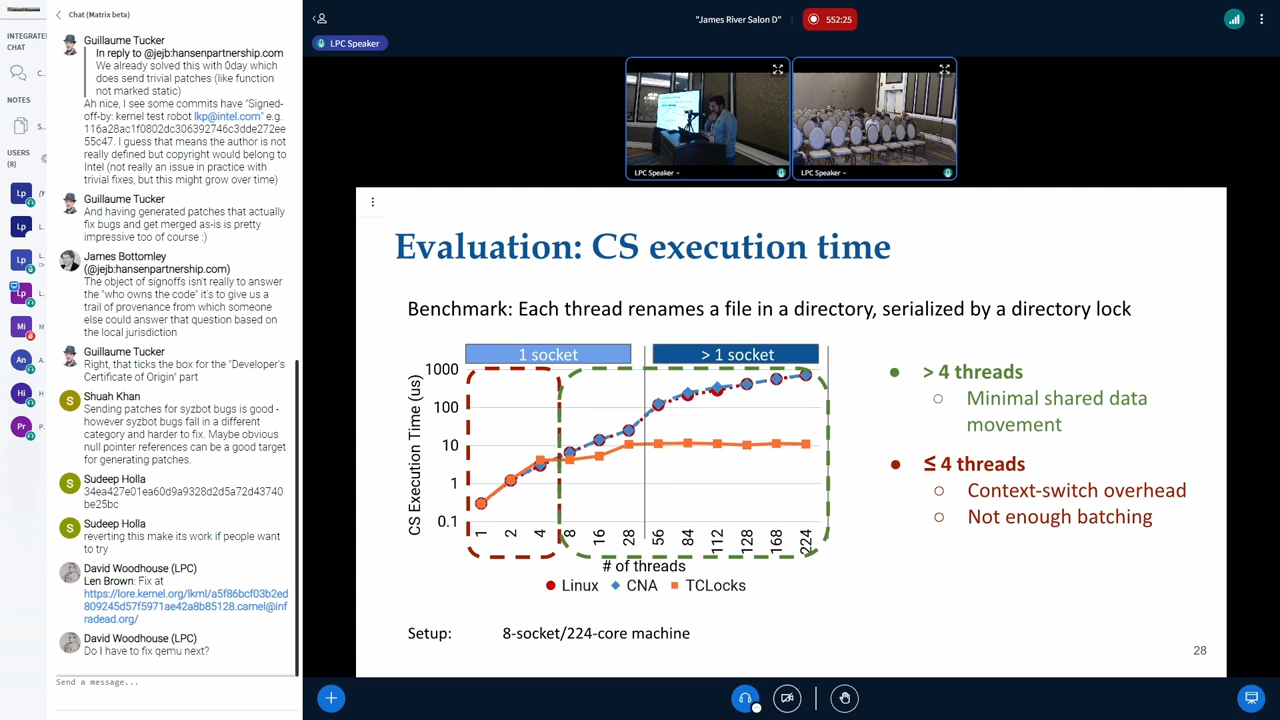 INTEGRATE
CHAT
C...
NOTES
S...
USERS
(8)
Lp
Lp
L..
Lp
Lp
L
Mi
M
An
A.
Hi
H.
Pr
F..
Chat (Matrix beta)
Guillaume Tucker
In reply to @jejb:hansenpartnership.com
We already solved this with 0day which
does send trivial patches (like function
not marked static)
Ah nice, I see some commits have "Signed-
off-by: kernel test robot lkp@intel.com" e.g.
116a28ac1f0802dc306392746c3dde272ee
55c47. I guess that means the author is not
really defined but copyright would belong to
Intel (not really an issue in practice with
trivial fixes, but this might grow over time)
Guillaume Tucker
And having generated patches that actually
fix bugs and get merged as-is is pretty
impressive too of course :)
James Bottomley
(@jejb:hansenpartnership.com)
The object of signoffs isn't really to answer
the "who owns the code" it's to give us a
trail of provenance from which someone
else could answer that question based on
the local jurisdiction
Guillaume Tucker
Right, that ticks the box for the "Developer's
Certificate of Origin" part
S
Shuah Khan
Sending patches for syzbot bugs is good -
however syzbot bugs fall in a different
category and harder to fix. Maybe obvious
null pointer references can be a good target
for generating patches.
S
Sudeep Holla
34ea427e01ea60d9a9328d2d5a72d43740
be25bc
S
Sudeep Holla
reverting this make its work if people want
to try
David Woodhouse (LPC)
Len Brown: Fix at
https://lore.kernel.org/lkml/a5f86bcf03b2ed
809245d57f5971ae42a8b85128.camel@inf
radead.org/
David Woodhouse (LPC)
Do I have to fix qemu next?
Send a message...
"James River Salon D"
552:25
LPC Speaker
LPC Speaker
LPC Speaker
Evaluation: CS execution time
Benchmark: Each thread renames a file in a directory, serialized by a directory lock
1 socket
> 1 socket
CS Execution Time (us)
1000
100
10
1
0.1
1
2
4
8
16
28
56
84
112
128
168
224
# of threads
Linux
CNA
TCLocks
> 4 threads
Minimal shared data
movement
≤ 4 threads
Context-switch overhead
Not enough batching
Setup: 8-socket/224-core machine
28